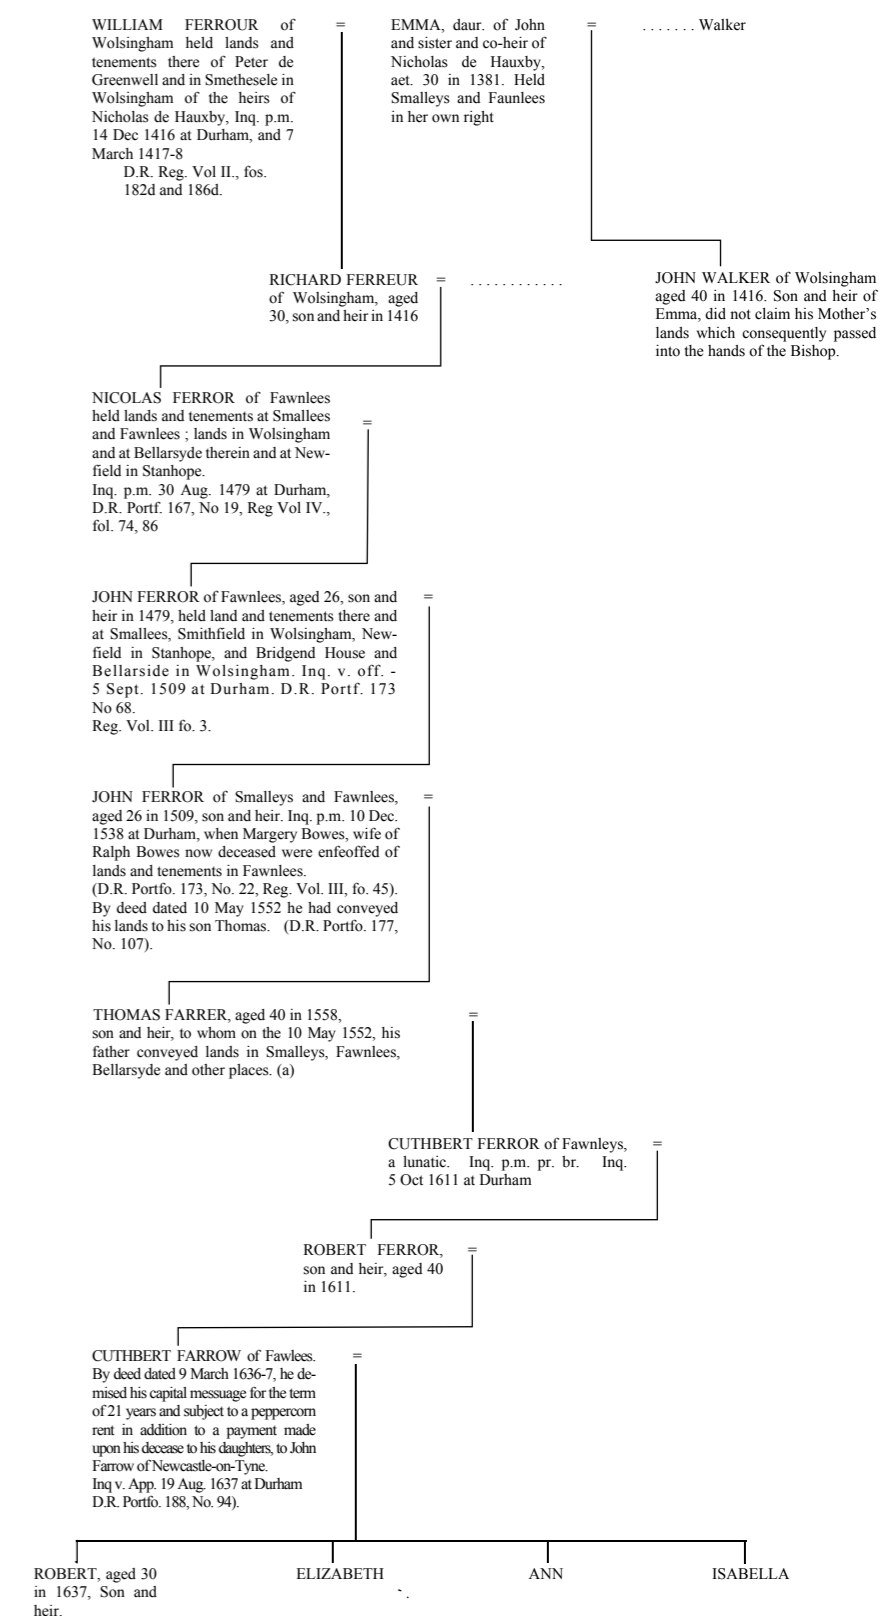 WILLIAM FERROUR of
Wolsingham held lands and
tenements there of Peter de
Greenwell and in Smethesele in
Wolsingham of the heirs of
Nicholas de Hauxby, Inq. p.m.
14 Dec 1416 at Durham, and 7
March 1417-8
D.R. Reg. Vol II., fos.
182d and 186d.
=
EMMA, daur. of John
and sister and co-heir of
Nicholas de Hauxby,
aet. 30 in 1381. Held
Smalleys and Faunlees
in her own right
=
. . . . . . . Walker
RICHARD FERREUR
of Wolsingham, aged
30, son and heir in 1416
=
. . . . . . . . . . . .
JOHN WALKER of Wolsingham
aged 40 in 1416. Son and heir of
Emma, did not claim his Mother's
lands which consequently passed
into the hands of the Bishop.
NICOLAS FERROR of Fawnlees
held lands and tenements at Smallees
and Fawnlees ; lands in Wolsingham
and at Bellarsyde therein and at New-
field in Stanhope.
Inq. p.m. 30 Aug. 1479 at Durham,
D.R. Portf. 167, No 19, Reg Vol IV.,
fol. 74, 86
=
JOHN FERROR of Fawnlees, aged 26, son and
heir in 1479, held land and tenements there and
at Smallees, Smithfield in Wolsingham, New-
field in Stanhope, and Bridgend House and
Bellarside in Wolsingham. Inq. v. off. -
5 Sept. 1509 at Durham. D.R. Portf. 173
No 68.
Reg. Vol. III fo. 3.
=
JOHN FERROR of Smalleys and Fawnlees,
aged 26 in 1509, son and heir. Inq. p.m. 10 Dec.
1538 at Durham, when Margery Bowes, wife of
Ralph Bowes now deceased were enfeoffed of
lands and tenements in Fawnlees.
(D.R. Portfo. 173, No. 22, Reg. Vol. III, fo. 45).
By deed dated 10 May 1552 he had conveyed
his lands to his son Thomas. (D.R. Portfo. 177,
No. 107).
=
THOMAS FARRER, aged 40 in 1558,
son and heir, to whom on the 10 May 1552, his
father conveyed lands in Smalleys, Fawnlees,
Bellarsyde and other places. (a)
=
CUTHBERT FERROR of Fawnleys,
a lunatic. Inq. p.m. pr. br. Inq.
5 Oct 1611 at Durham
=
ROBERT FERROR,
son and heir, aged 40
in 1611.
=
CUTHBERT FARROW of Fawlees.
By deed dated 9 March 1636-7, he de-
mised his capital messuage for the term
of 21 years and subject to a peppercorn
rent in addition to a payment made
upon his decease to his daughters, to John
Farrow of Newcastle-on-Tyne.
Inq v. App. 19 Aug. 1637 at Durham
D.R. Portfo. 188, No. 94).
=
ROBERT, aged 30
in 1637, Son and
heir.
ELIZABETH
ANN
ISABELLA